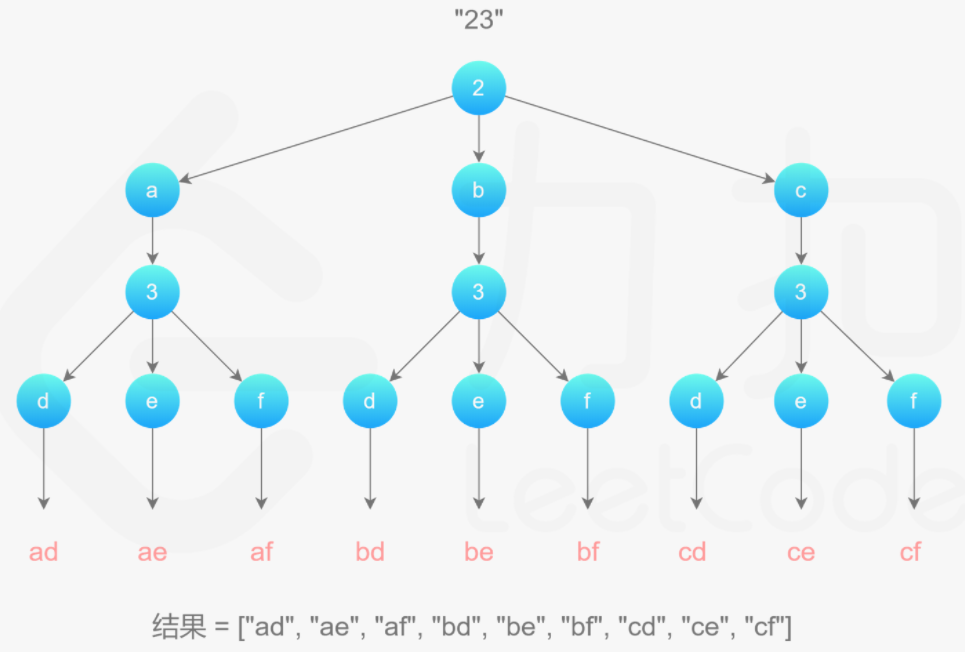 "23"
2
a b c
3 3 3
d e f d e f d e f
力扣
LeetCode
ad ae af bd be bf cd ce cf
结果 = ["ad", "ae", "af", "bd", "be", "bf", "cd", "ce", "cf"]